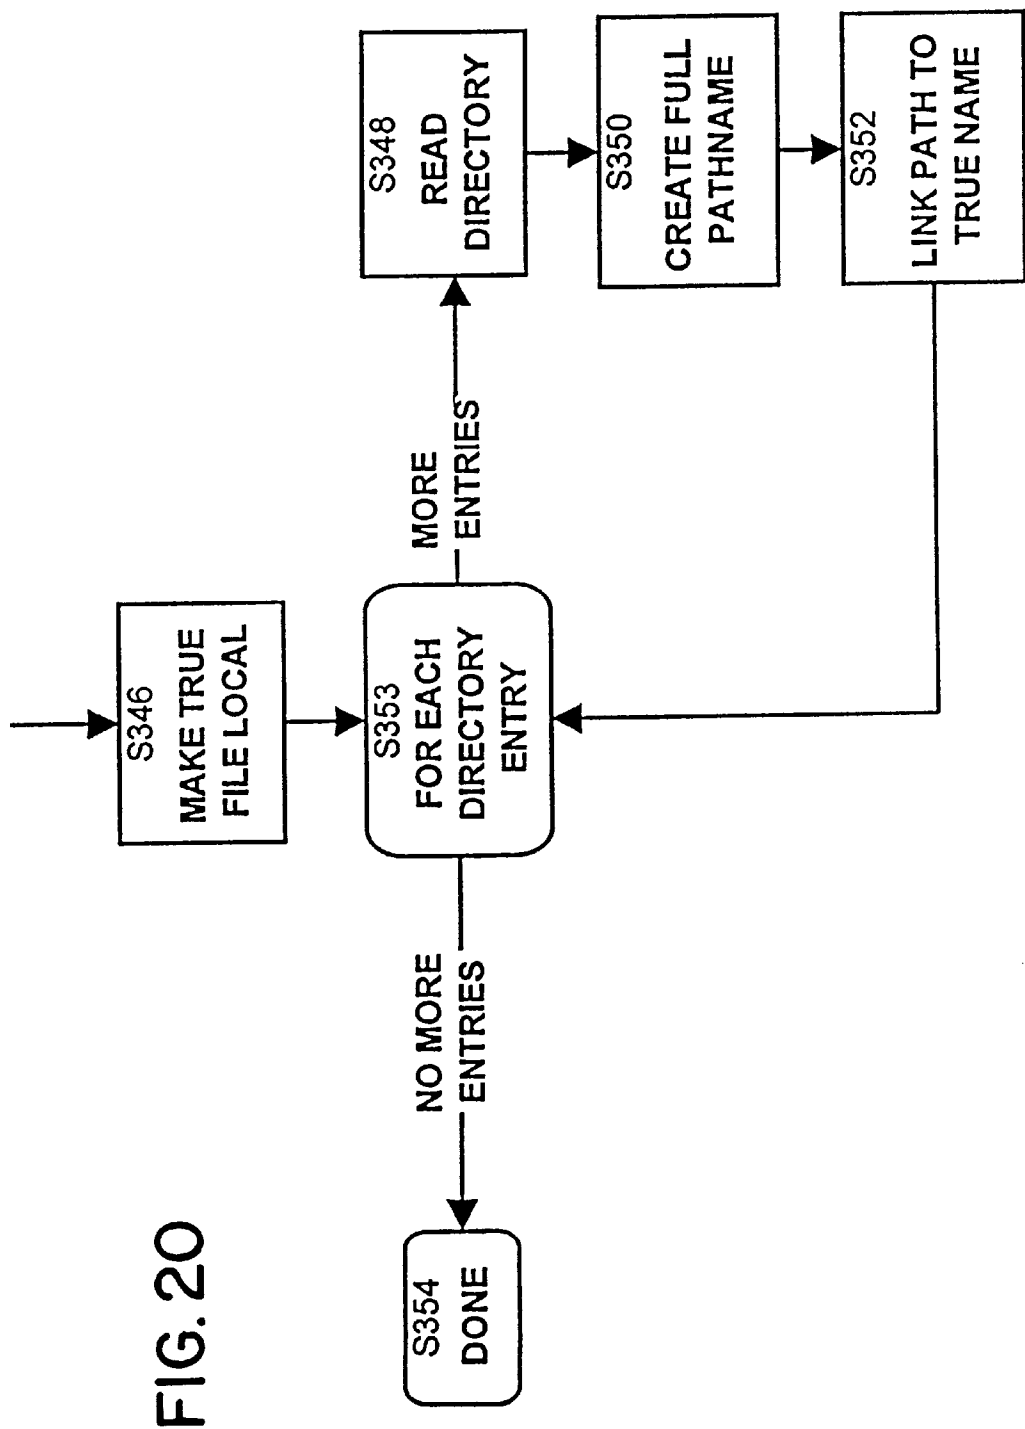 FIG. 20
S346
MAKE TRUE
FILE LOCAL
S353
FOR EACH
DIRECTORY
ENTRY
MORE
ENTRIES
S348
READ
DIRECTORY
S350
CREATE FULL
PATHNAME
S352
LINK PATH TO
TRUE NAME
NO MORE
ENTRIES
S354
DONE